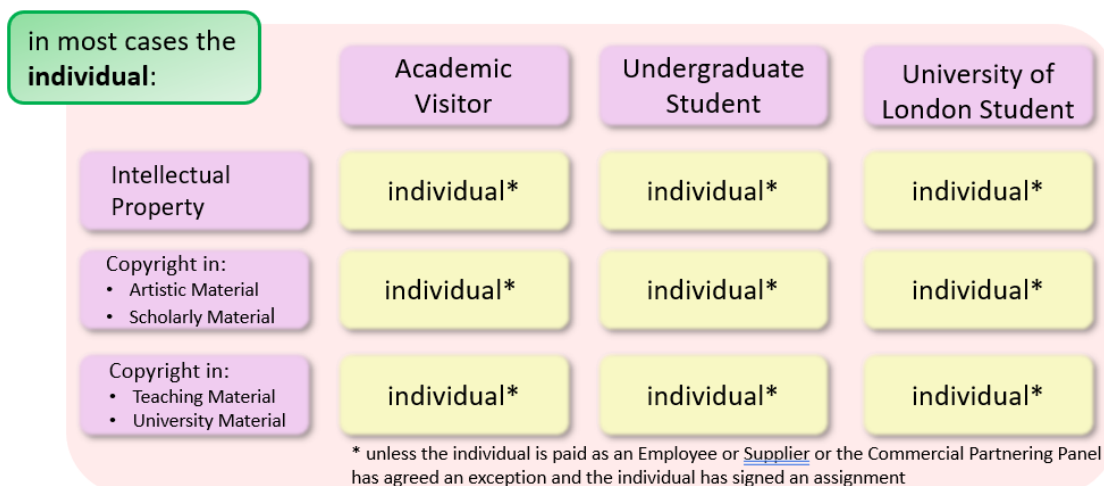 in most cases the
individual:
Academic
Visitor
Undergraduate
Student
University of
London Student
Intellectual
Property
individual*
individual*
individual*
Copyright in:
• Artistic Material
• Scholarly Material
individual*
individual*
individual*
Copyright in:
• Teaching Material
• University Material
individual*
individual*
individual*
* unless the individual is paid as an Employee or Supplier or the Commercial Partnering Panel
has agreed an exception and the individual has signed an assignment